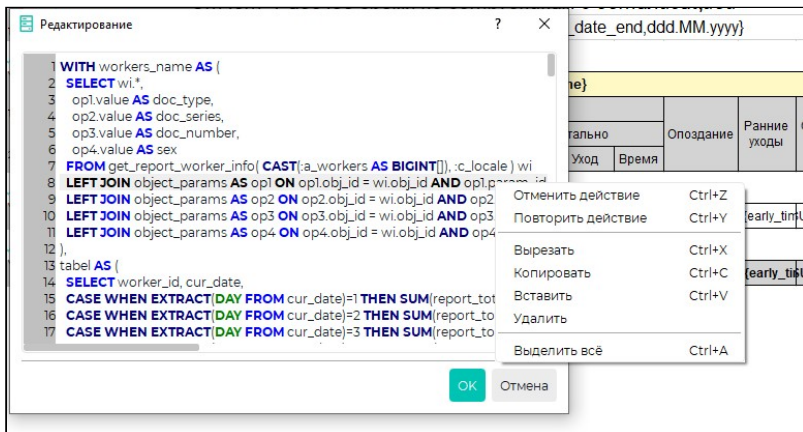 Редактирование ? ×
_date_end,ddd.MM.yyyy}
1 WITH workers_name AS (
2 SELECT wi.*,
3 op1.value AS doc_type,
4 op2.value AS doc_series,
5 op3.value AS doc_number,
6 op4.value AS sex
7 FROM get_report_worker_info( CAST(:a_workers AS BIGINT[]), :c_locale ) wi
8 LEFT JOIN object_params AS op1 ON op1.obj_id = wi.obj_id AND op1.param_id
9 LEFT JOIN object_params AS op2 ON op2.obj_id = wi.obj_id AND op2
10 LEFT JOIN object_params AS op3 ON op3.obj_id = wi.obj_id AND op3
11 LEFT JOIN object_params AS op4 ON op4.obj_id = wi.obj_id AND op4
12 ),
13 tabel AS (
14 SELECT worker_id, cur_date,
15 CASE WHEN EXTRACT(DAY FROM cur_date)=1 THEN SUM(report_tot
16 CASE WHEN EXTRACT(DAY FROM cur_date)=2 THEN SUM(report_to
17 CASE WHEN EXTRACT(DAY FROM cur_date)=3 THEN SUM(report_to
OK Отмена
Отменить действие Ctrl+Z
Повторить действие Ctrl+Y
Вырезать Ctrl+X
Копировать Ctrl+C
Вставить Ctrl+V
Удалить
Выделить всё Ctrl+A
ne}
тально
Опоздание
Ранние
уходы
Уход Время
{early_tim
{early_ti